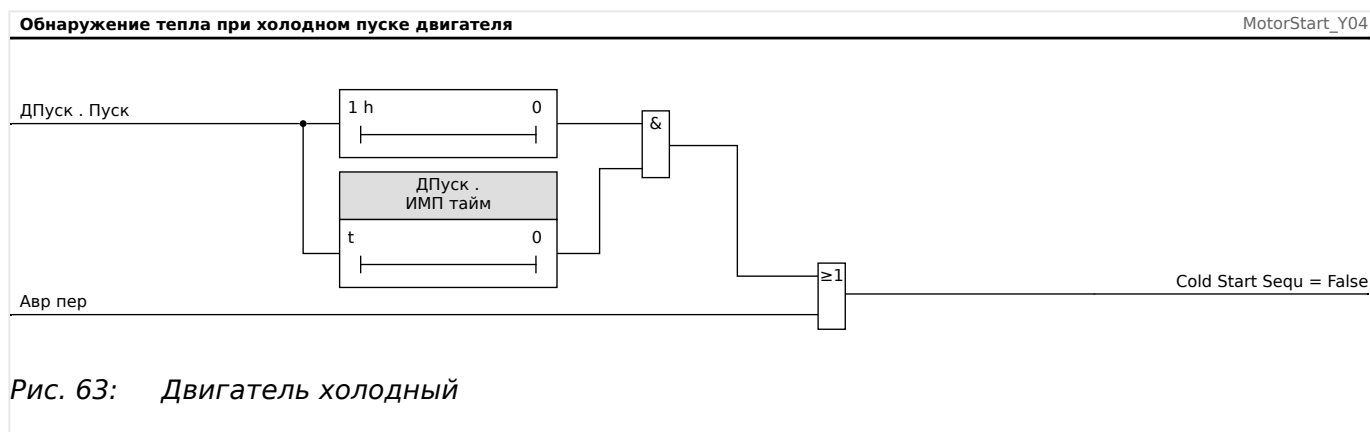 Обнаружение тепла при холодном пуске двигателя MotorStart_Y04
ДПуск . Пуск
1 h 0
&
ДПуск .
ИМП тайм
t 0
≥1
Cold Start Sequ = False
Авр пер
Рис. 63: Двигатель холодный